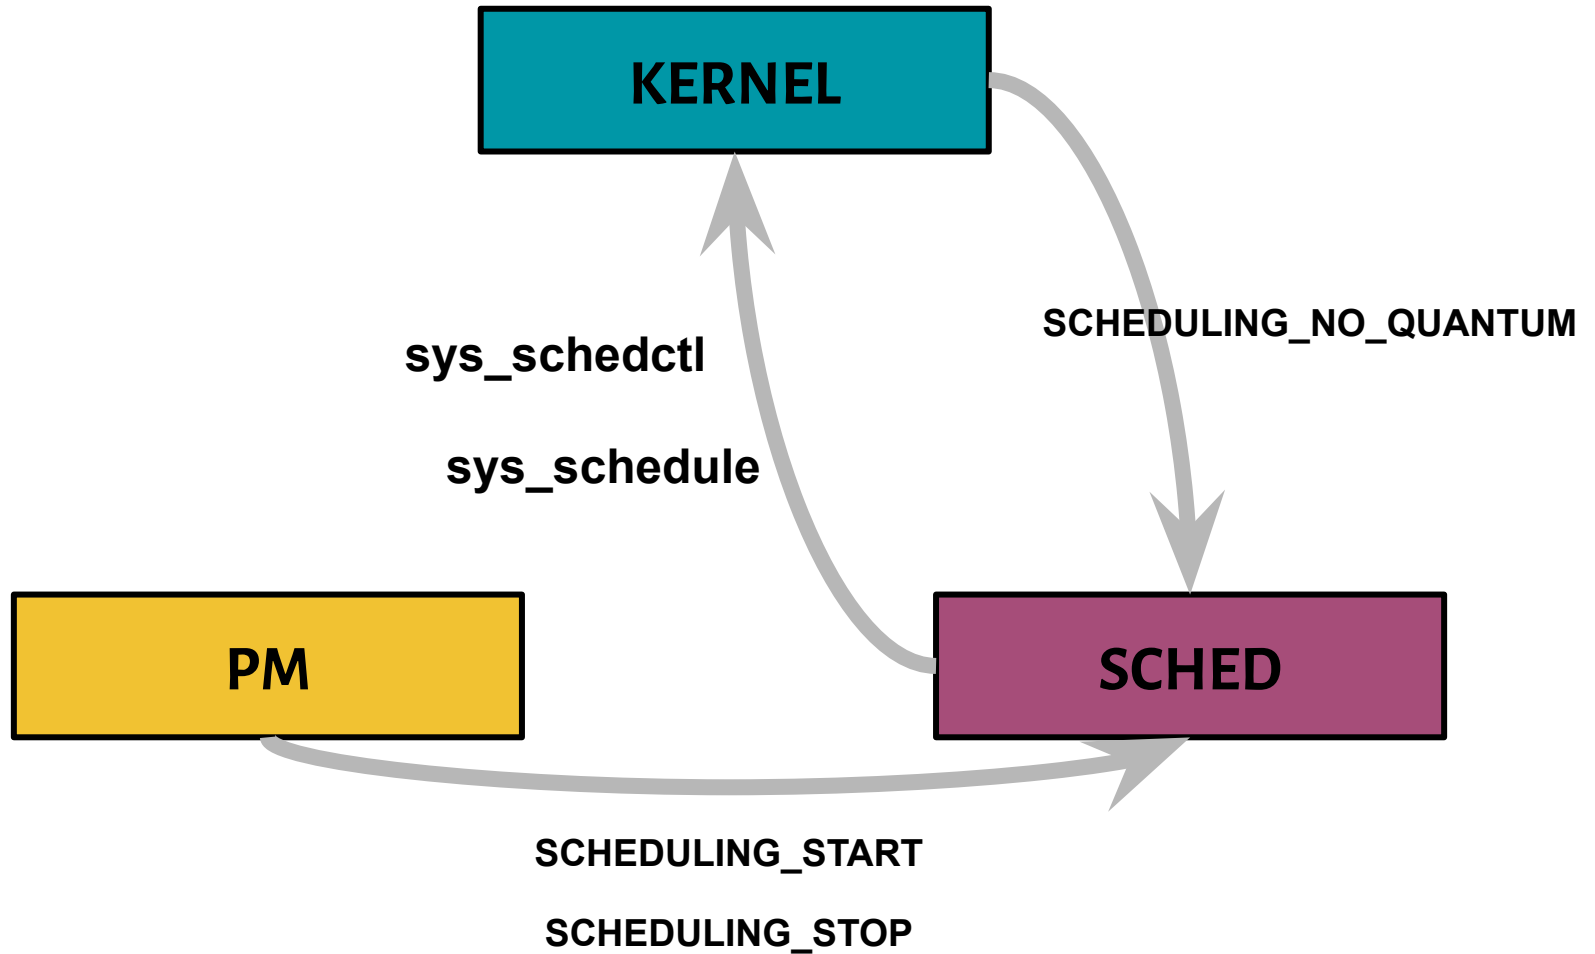 KERNEL
SCHEDULING_NO_QUANTUM
sys_schedctl
sys_schedule
PM
SCHED
SCHEDULING_START
SCHEDULING_STOP